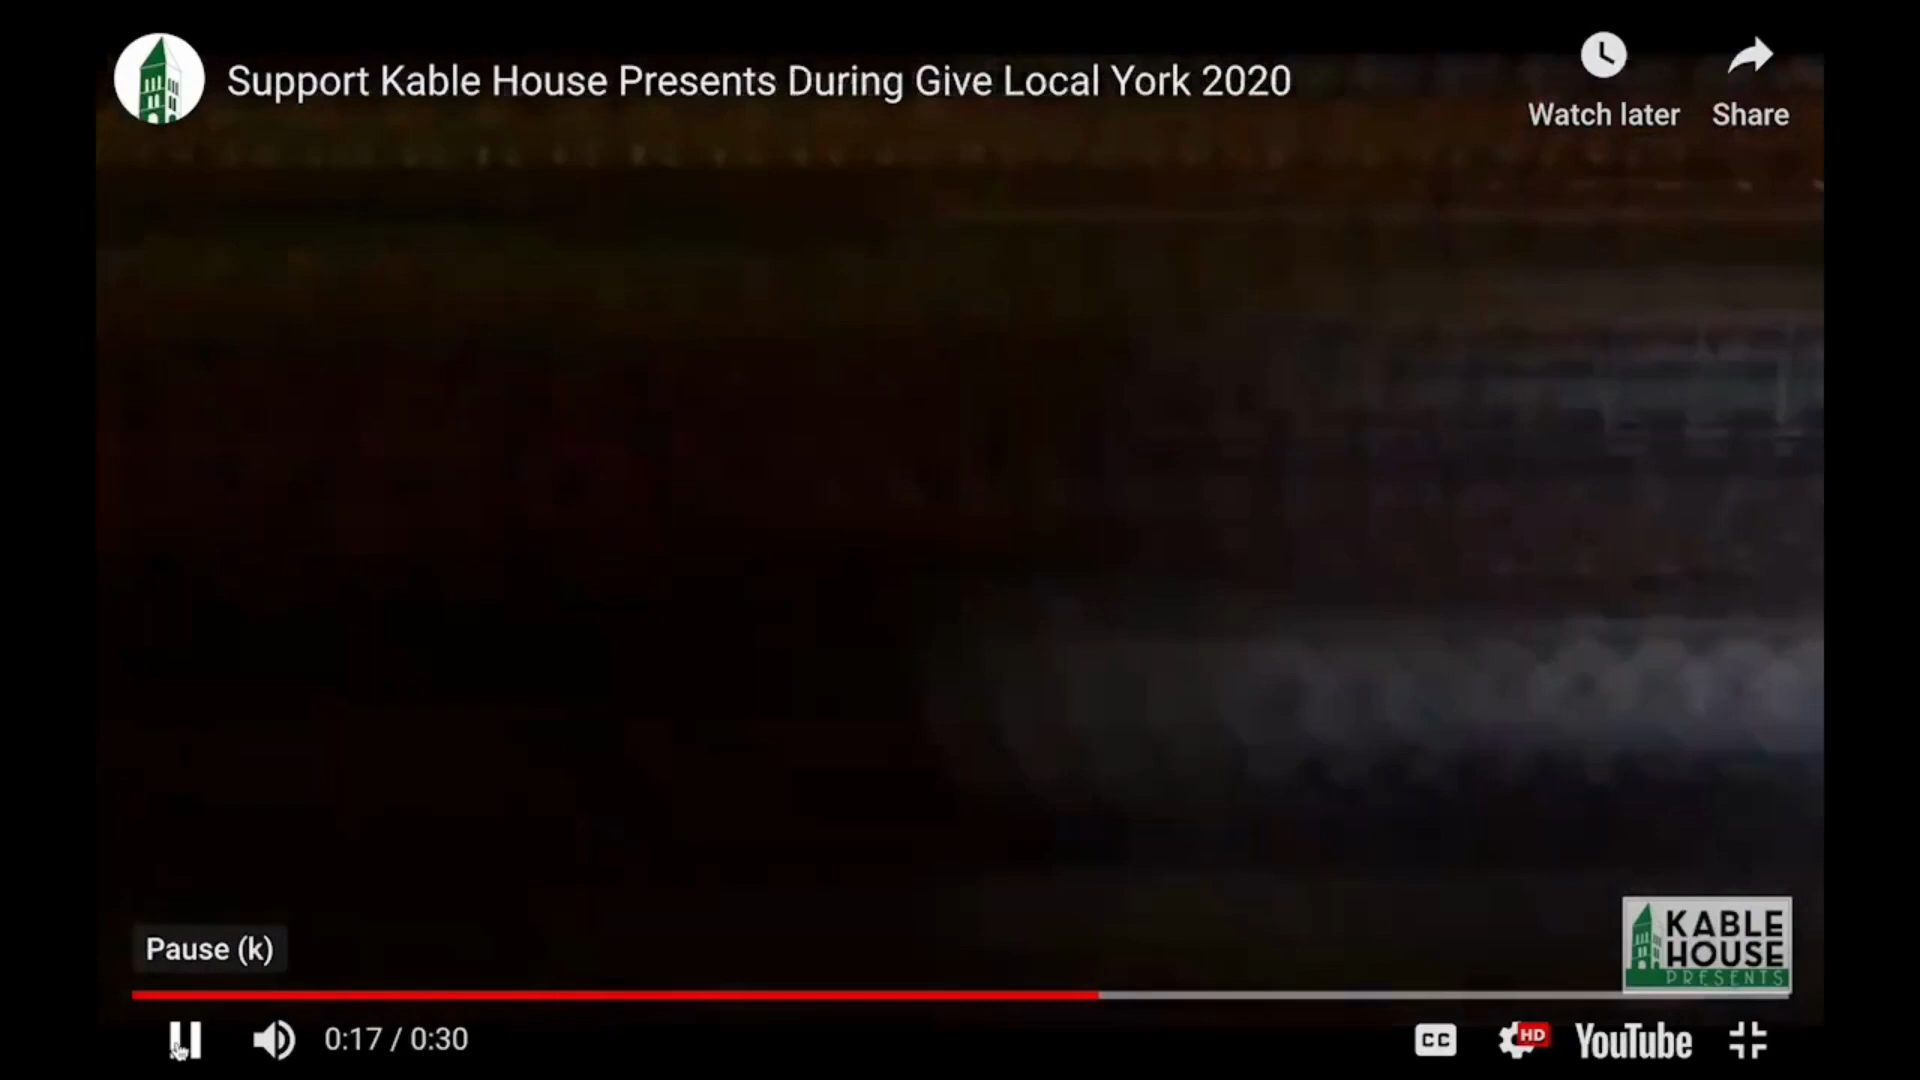 Support Kable House Presents During Give Local York 2020
Watch later
Share
Pause (k)
KABLE
HOUSE
PRESENTS
0:17 / 0:30
CC
HD
YouTube